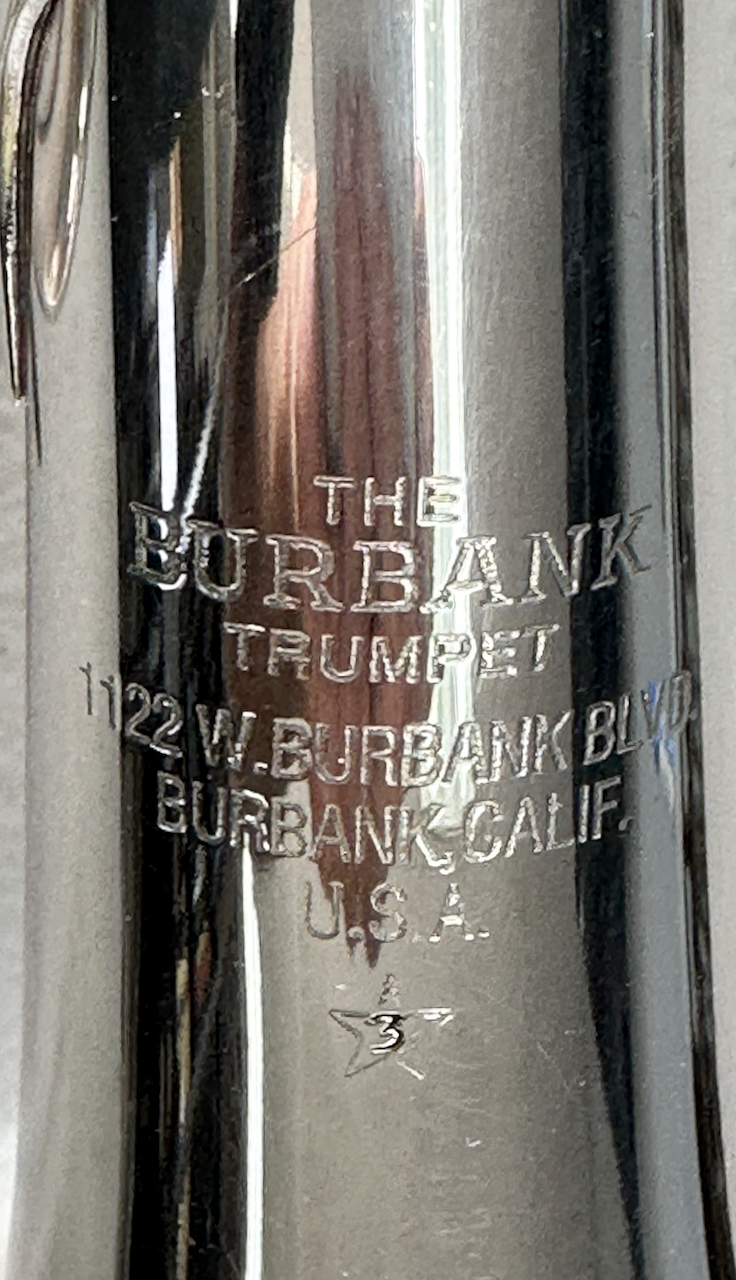 THE
BURBANK
TRUMPET
1122 W.BURBANK BLVD.
BURBANK, CALIF.
U.S.A.
3